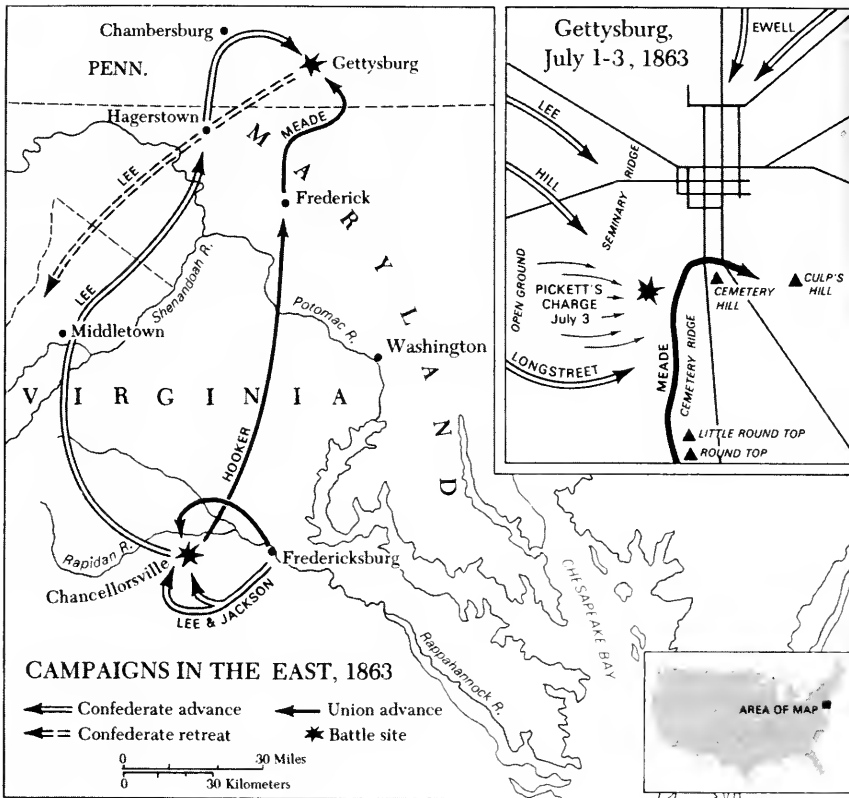 Chambersburg
PENN.
Gettysburg
Hagerstown
MEADE
LEE
Frederick
MARYLAND
LEE
Shenandoah R.
Potomac R.
Middletown
Washington
VIRGINIA
HOOKER
Rapidan R.
Chancellorsville
Fredericksburg
LEE & JACKSON
Rappahannock R.
CHESAPEAKE BAY
CAMPAIGNS IN THE EAST, 1863
Confederate advance
Union advance
Confederate retreat
Battle site
0 30 Miles
0 30 Kilometers
Gettysburg,
July 1-3, 1863
EWELL
LEE
HILL
SEMINARY RIDGE
OPEN GROUND
PICKETT'S
CHARGE
July 3
CEMETERY
HILL
CULP'S
HILL
LONGSTREET
MEADE
CEMETERY RIDGE
LITTLE ROUND TOP
ROUND TOP
AREA OF MAP